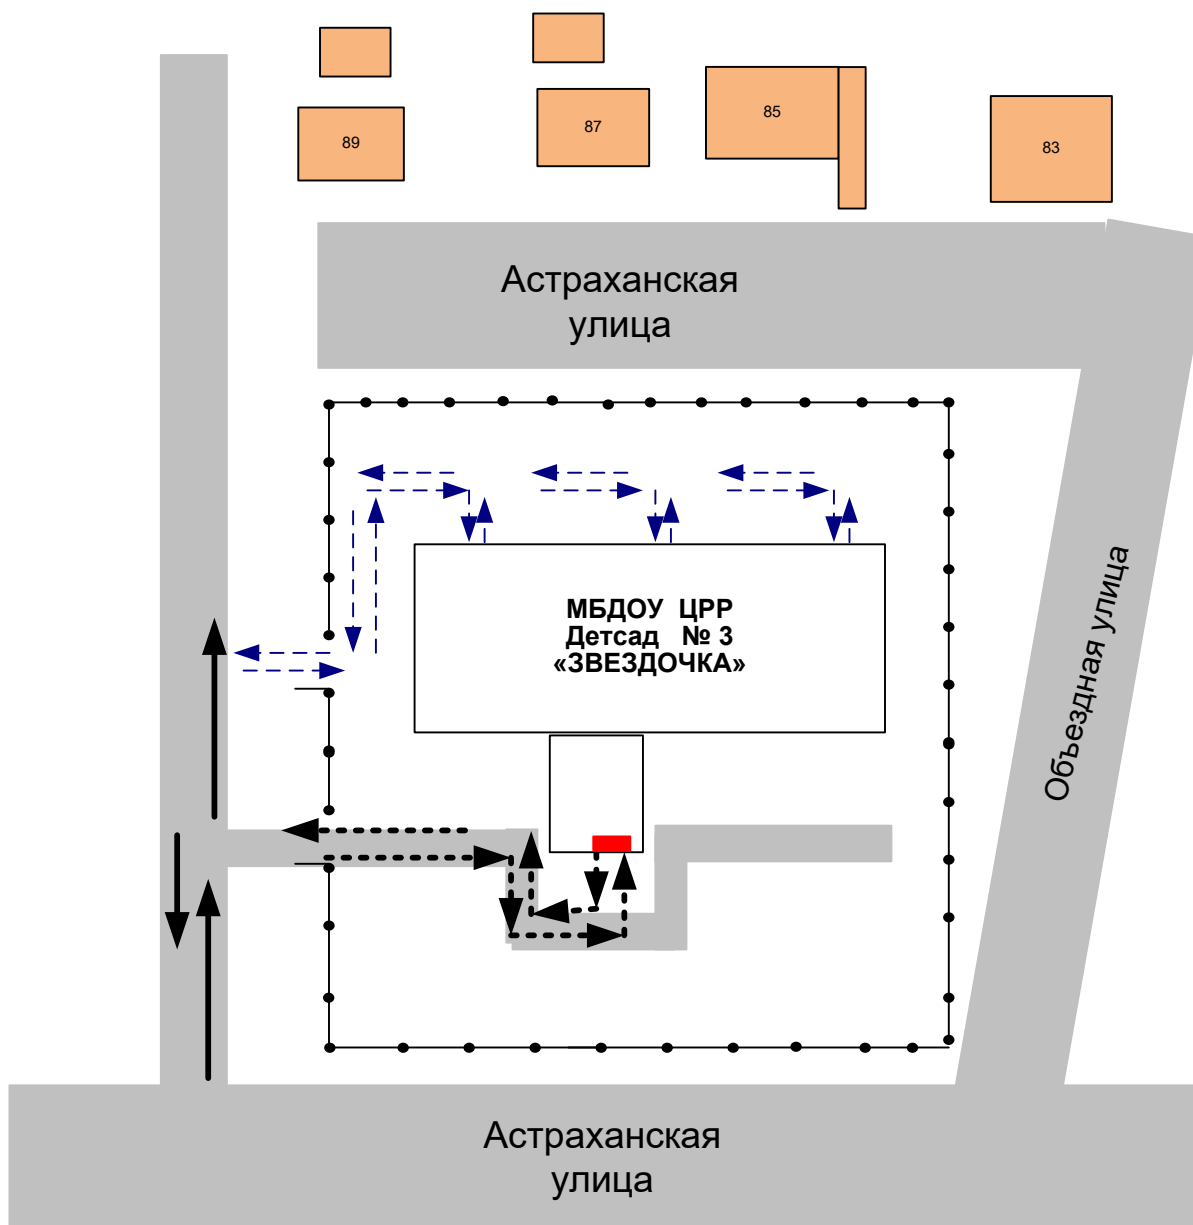 87
85
89
83
Астраханская
улица
МБДОУ ЦРР
Детсад № 3
«ЗВЕЗДОЧКА»
Объездная улица
Астраханская
улица